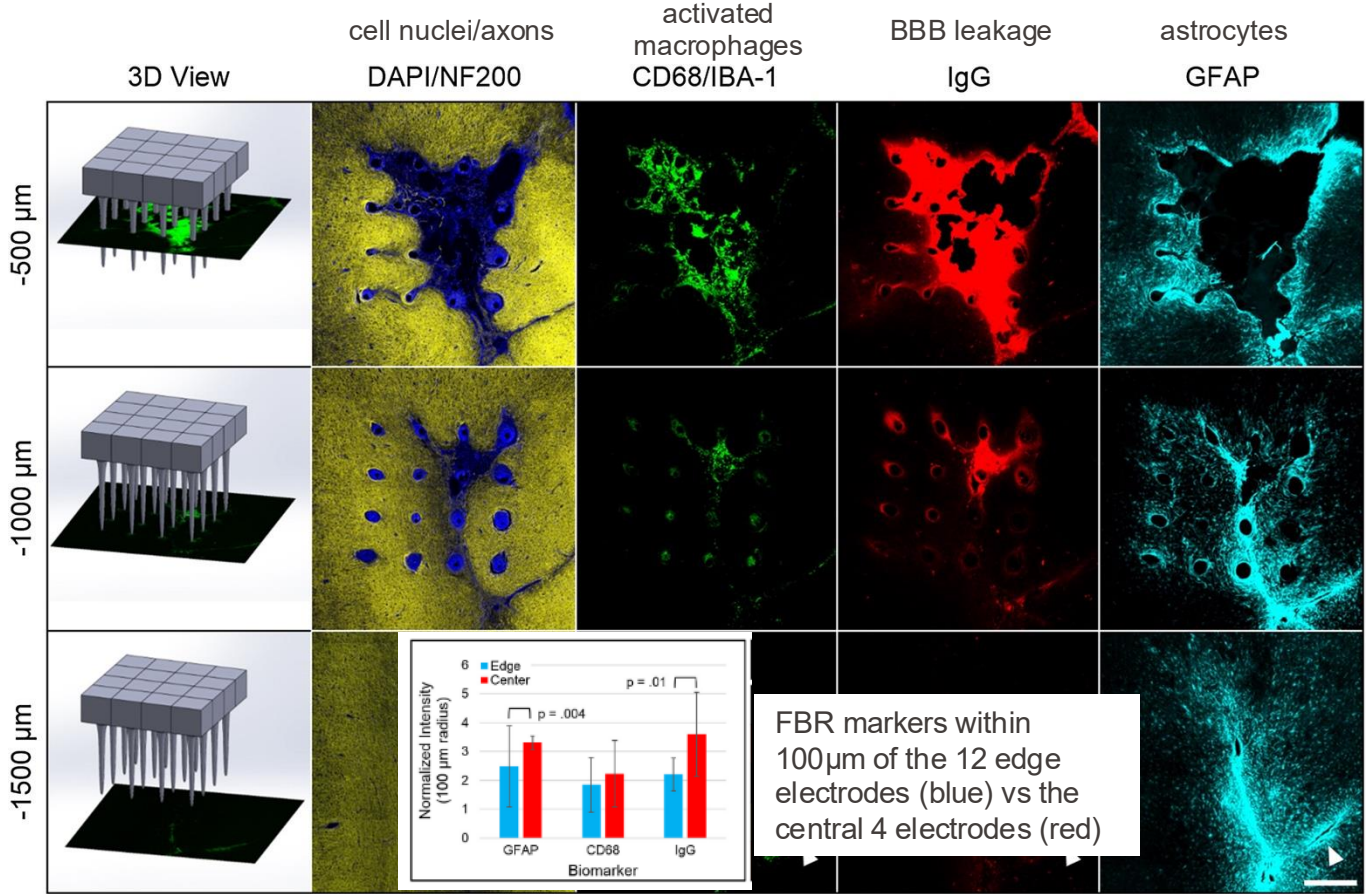 cell nuclei/axons
activated
macrophages
BBB leakage
astrocytes
3D View
DAPI/NF200
CD68/IBA-1
IgG
GFAP
-500 µm
-1000 µm
-1500 µm
6
5
4
3
2
1
0
Edge
Center
p = .004
p = .01
Normalized Intensity
(100 µm radius)
GFAP
CD68
IgG
Biomarker
FBR markers within
100µm of the 12 edge
electrodes (blue) vs the
central 4 electrodes (red)